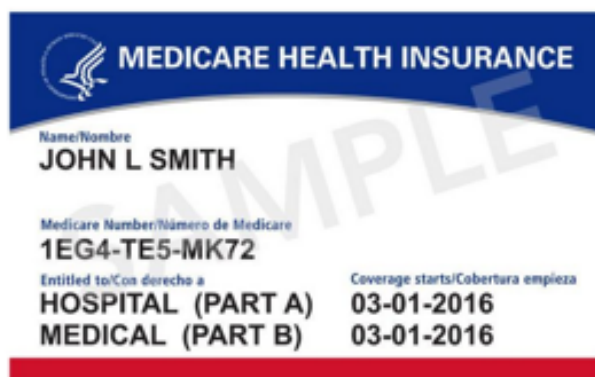 MEDICARE HEALTH INSURANCE
Name/Nombre
JOHN L SMITH
Medicare Number/Número de Medicare
1EG4-TE5-MK72
Entitled to/Con derecho a
Coverage starts/Cobertura empieza
HOSPITAL (PART A)
03-01-2016
MEDICAL (PART B)
03-01-2016
SAMPLE